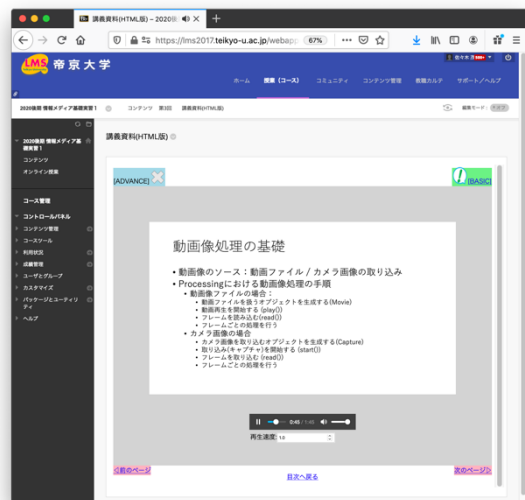 講義資料(HTML版) – 2020後
https://lms2017.teikyo-u.ac.jp/webapp
67%
LMS 帝京大学
ホーム 授業（コース） コミュニティ コンテンツ管理 教職カルテ サポート／ヘルプ
2020後期 情報メディア基礎実習1 コンテンツ 第3回 講義資料(HTML版)
編集モード：
2020後期 情報メディア基
礎実習1
コンテンツ
オンライン授業
コース管理
コントロールパネル
コンテンツ管理
コースツール
利用状況
成績管理
ユーザとグループ
カスタマイズ
パッケージとユーティリ
ティ
ヘルプ
講義資料(HTML版)
[ADVANCE]
[BASIC]
動画像処理の基礎
• 動画像のソース：動画ファイル / カメラ画像の取り込み
• Processingにおける動画像処理の手順
• 動画像ファイルの場合：
• 動画ファイルを扱うオブジェクトを生成する(Movie)
• 動画再生を開始する (play())
• フレームを読み込む(read())
• フレームごとの処理を行う
• カメラ画像の場合
• カメラ画像を取り込むオブジェクトを生成する(Capture)
• 取り込み(キャプチャ)を開始する (start())
• フレームを取り込む (read())
• フレームごとの処理を行う
0:45 / 1:45
再生速度: 1.0
◁前のページ
目次へ戻る
次のページ▷